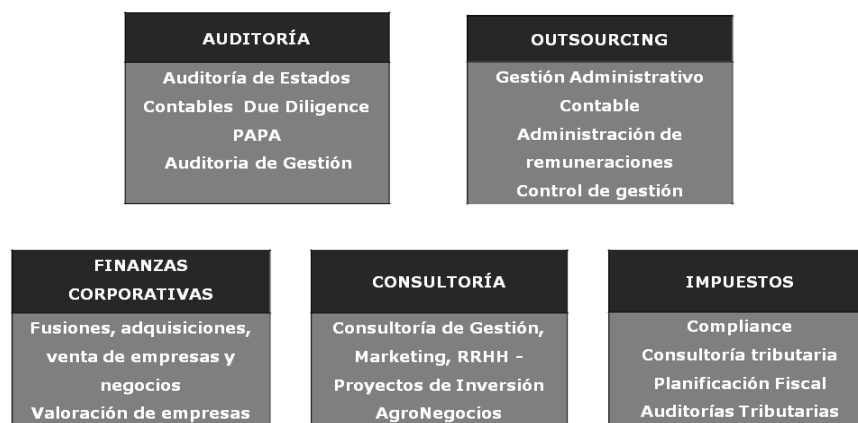 AUDITORÍA
Auditoría de Estados
Contables Due Diligence
PAPA
Auditoria de Gestión
OUTSOURCING
Gestión Administrativo
Contable
Administración de
remuneraciones
Control de gestión
FINANZAS
CORPORATIVAS
Fusiones, adquisiciones,
venta de empresas y
negocios
Valoración de empresas
CONSULTORÍA
Consultoría de Gestión,
Marketing, RRHH –
Proyectos de Inversión
AgroNegocios
IMPUESTOS
Compliance
Consultoría tributaria
Planificación Fiscal
Auditorías Tributarias